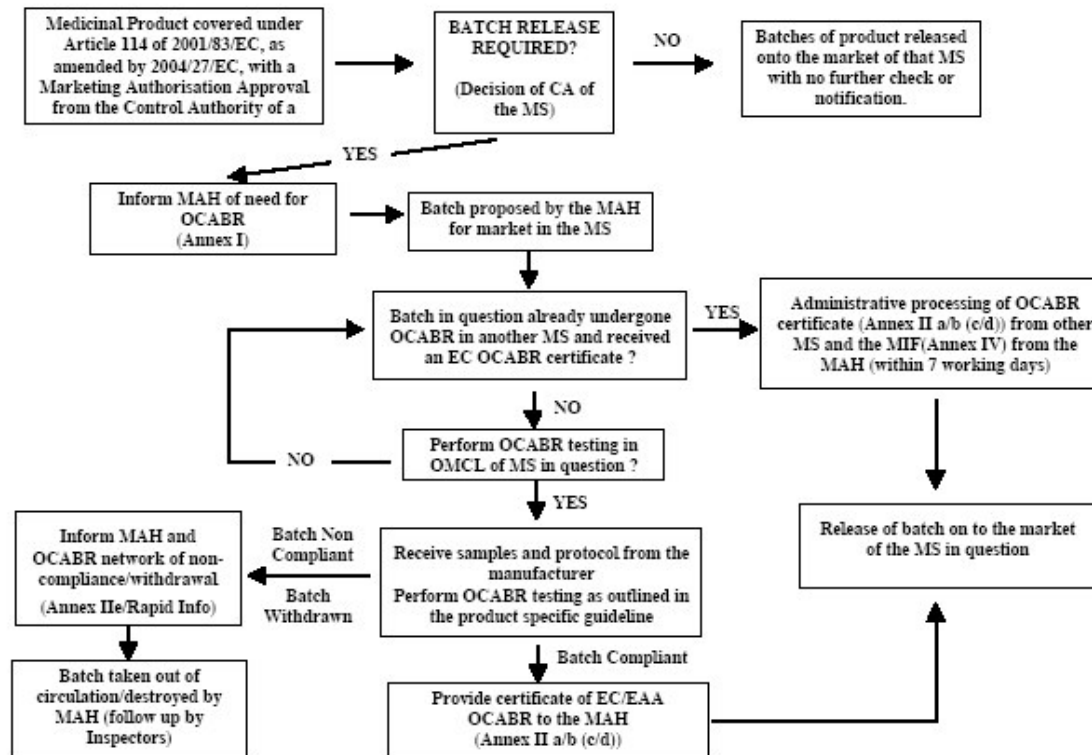 Medicinal Product covered under
Article 114 of 2001/83/EC, as
amended by 2004/27/EC, with a
Marketing Authorisation Approval
from the Control Authority of a
BATCH RELEASE
REQUIRED?
(Decision of CA of
the MS)
NO
Batches of product released
onto the market of that MS
with no further check or
notification.
YES
Inform MAH of need for
OCABR
(Annex I)
Batch proposed by the MAH
for market in the MS
Batch in question already undergone
OCABR in another MS and received
an EC OCABR certificate ?
YES
Administrative processing of OCABR
certificate (Annex II a/b (c/d)) from other
MS and the MIF(Annex IV) from the
MAH (within 7 working days)
NO
Perform OCABR testing in
OMCL of MS in question ?
NO
YES
Inform MAH and
OCABR network of non-
compliance/withdrawal
(Annex IIe/Rapid Info)
Batch Non
Compliant
Batch
Withdrawn
Receive samples and protocol from the
manufacturer
Perform OCABR testing as outlined in
the product specific guideline
Release of batch on to the market
of the MS in question
Batch Compliant
Batch taken out of
circulation/destroyed by
MAH (follow up by
Inspectors)
Provide certificate of EC/EAA
OCABR to the MAH
(Annex II a/b (c/d))